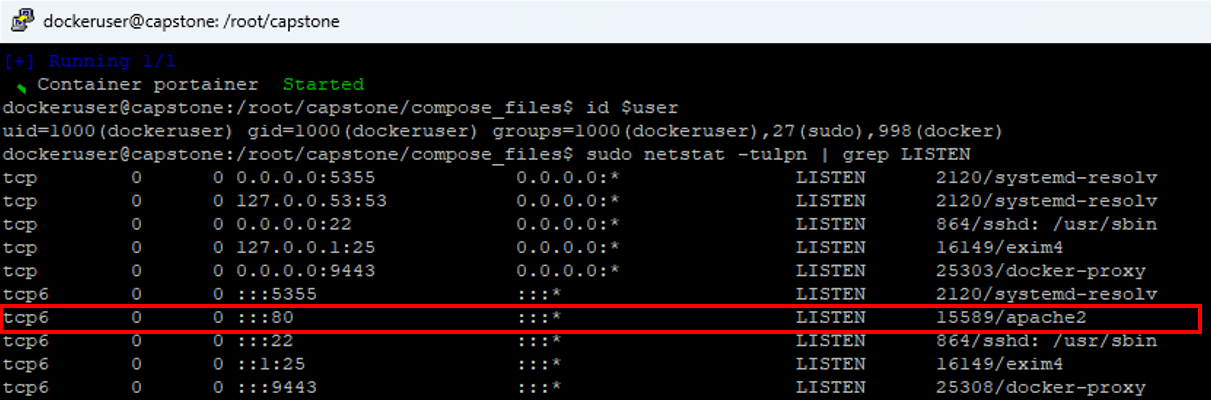 dockeruser@capstone: /root/capstone
[+] Running 1/1
Container portainer  Started
dockeruser@capstone:/root/capstone/compose_files$ id $user
uid=1000(dockeruser) gid=1000(dockeruser) groups=1000(dockeruser),27(sudo),998(docker)
dockeruser@capstone:/root/capstone/compose_files$ sudo netstat -tulpn | grep LISTEN
tcp        0      0 0.0.0.0:5355            0.0.0.0:*               LISTEN      2120/systemd-resolv
tcp        0      0 127.0.0.53:53           0.0.0.0:*               LISTEN      2120/systemd-resolv
tcp        0      0 0.0.0.0:22              0.0.0.0:*               LISTEN      864/sshd: /usr/sbin
tcp        0      0 127.0.0.1:25            0.0.0.0:*               LISTEN      16149/exim4
tcp        0      0 0.0.0.0:9443            0.0.0.0:*               LISTEN      25303/docker-proxy
tcp6       0      0 :::5355                 :::*                    LISTEN      2120/systemd-resolv
tcp6       0      0 :::80                   :::*                    LISTEN      15589/apache2
tcp6       0      0 :::22                   :::*                    LISTEN      864/sshd: /usr/sbin
tcp6       0      0 ::1:25                  :::*                    LISTEN      16149/exim4
tcp6       0      0 :::9443                 :::*                    LISTEN      25308/docker-proxy